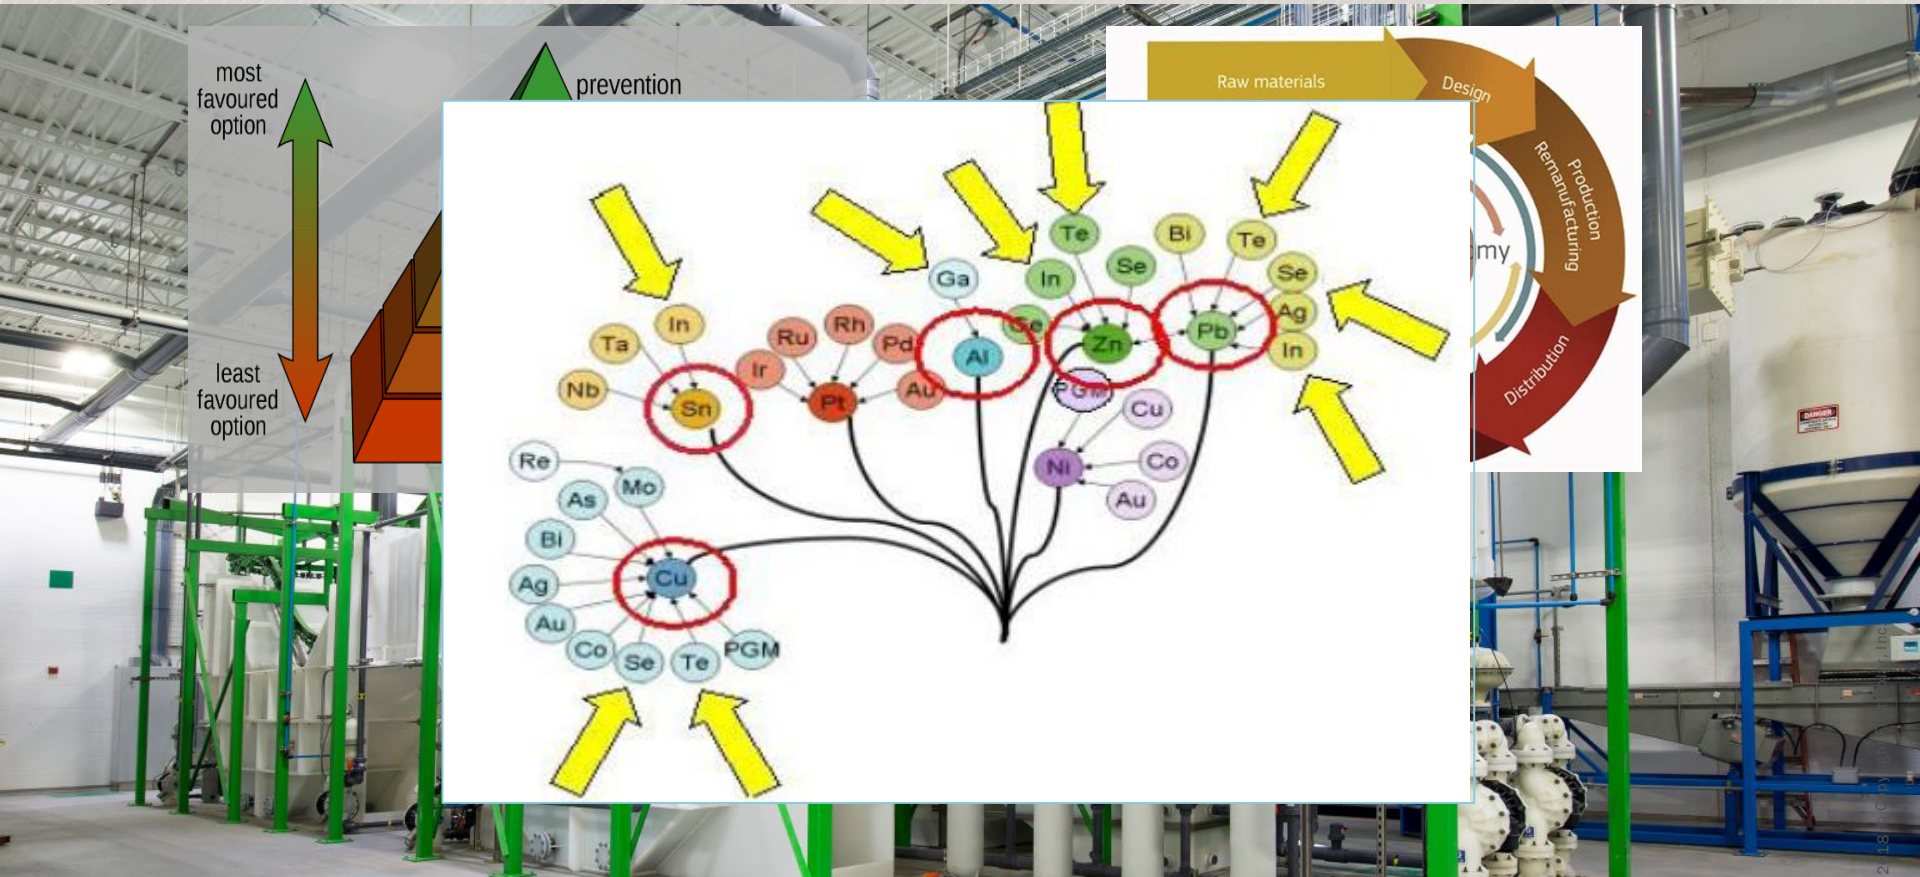 most
favoured
option
least
favoured
option
prevention
Raw materials
Design
Production
Remanufacturing
Distribution
my
Te
Bi
Te
Ga
In
Se
Se
Ag
In
Ge
Zn
Pb
Al
In
Ta
Nb
Sn
Ru
Rh
Pd
Ir
Au
Pt
PGM
Cu
Ni
Co
Au
Re
Mo
As
Bi
Cu
Ag
Au
Co
Se
Te
PGM
DANGER